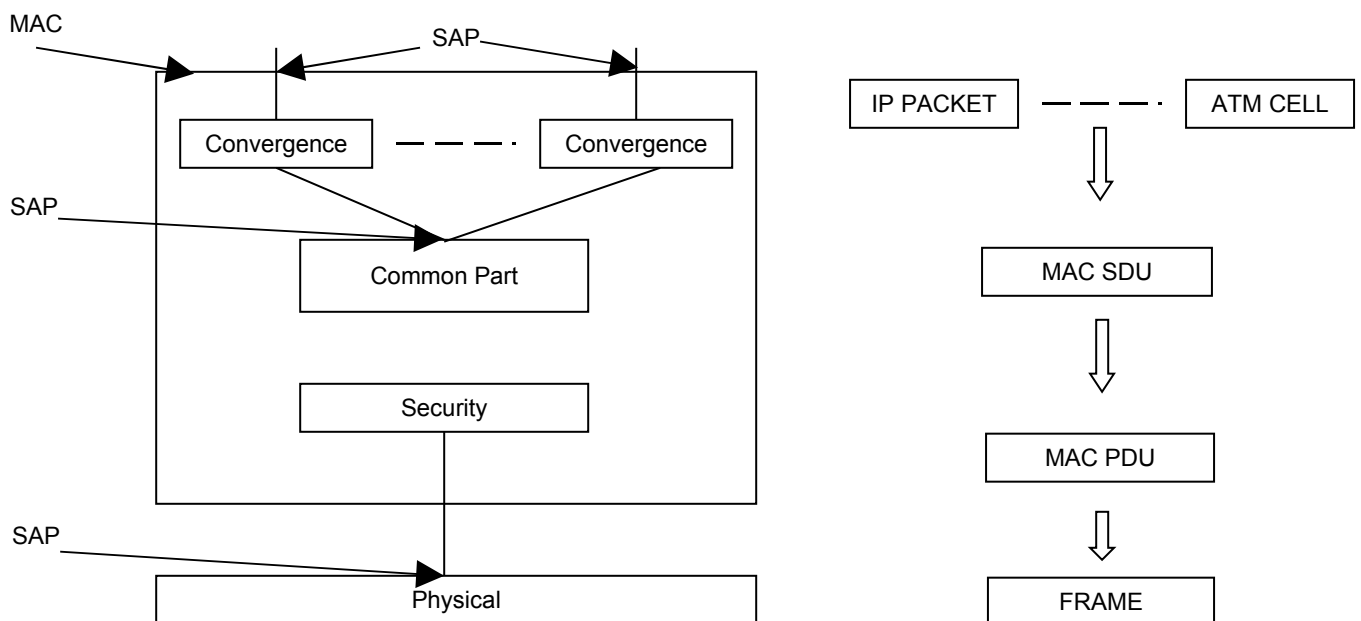 MAC
SAP
Convergence
Convergence
SAP
Common Part
Security
SAP
Physical
IP PACKET
ATM CELL
MAC SDU
MAC PDU
FRAME